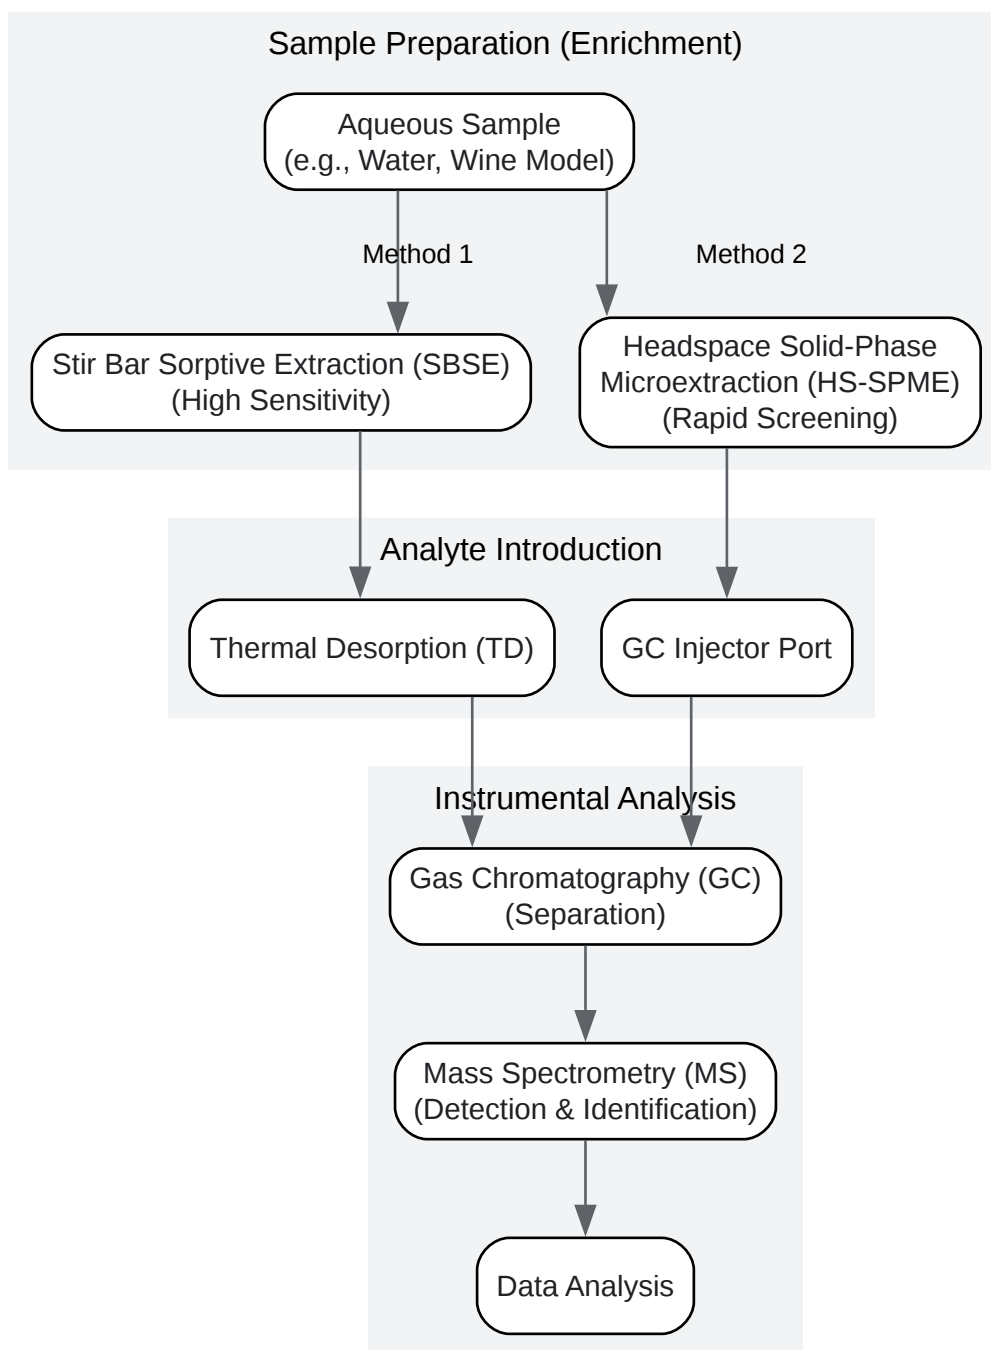 Sample Preparation (Enrichment)
Aqueous Sample
(e.g., Water, Wine Model)
Method 1
Method 2
Stir Bar Sorptive Extraction (SBSE)
(High Sensitivity)
Headspace Solid-Phase
Microextraction (HS-SPME)
(Rapid Screening)
Analyte Introduction
Thermal Desorption (TD)
GC Injector Port
Instrumental Analysis
Gas Chromatography (GC)
(Separation)
Mass Spectrometry (MS)
(Detection & Identification)
Data Analysis